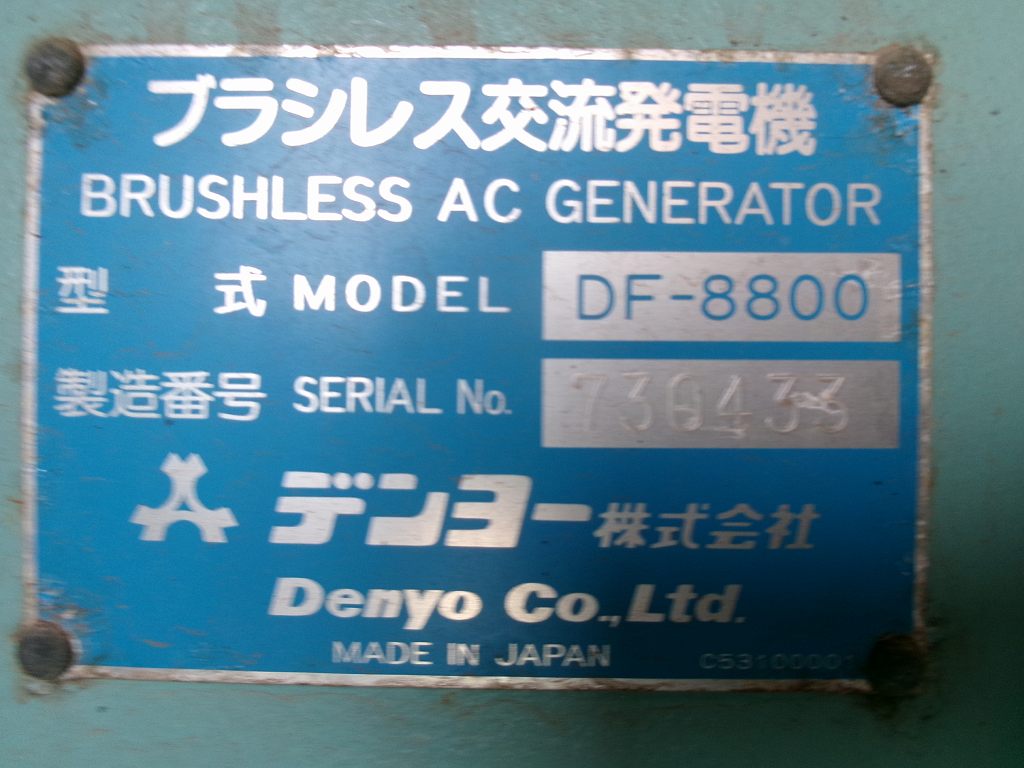 ブラシレス交流発電機
BRUSHLESS AC GENERATOR
型 式 MODEL DF-8800
製造番号 SERIAL No. 730433
デンヨー株式会社
Denyo Co.,Ltd.
MADE IN JAPAN C53100001